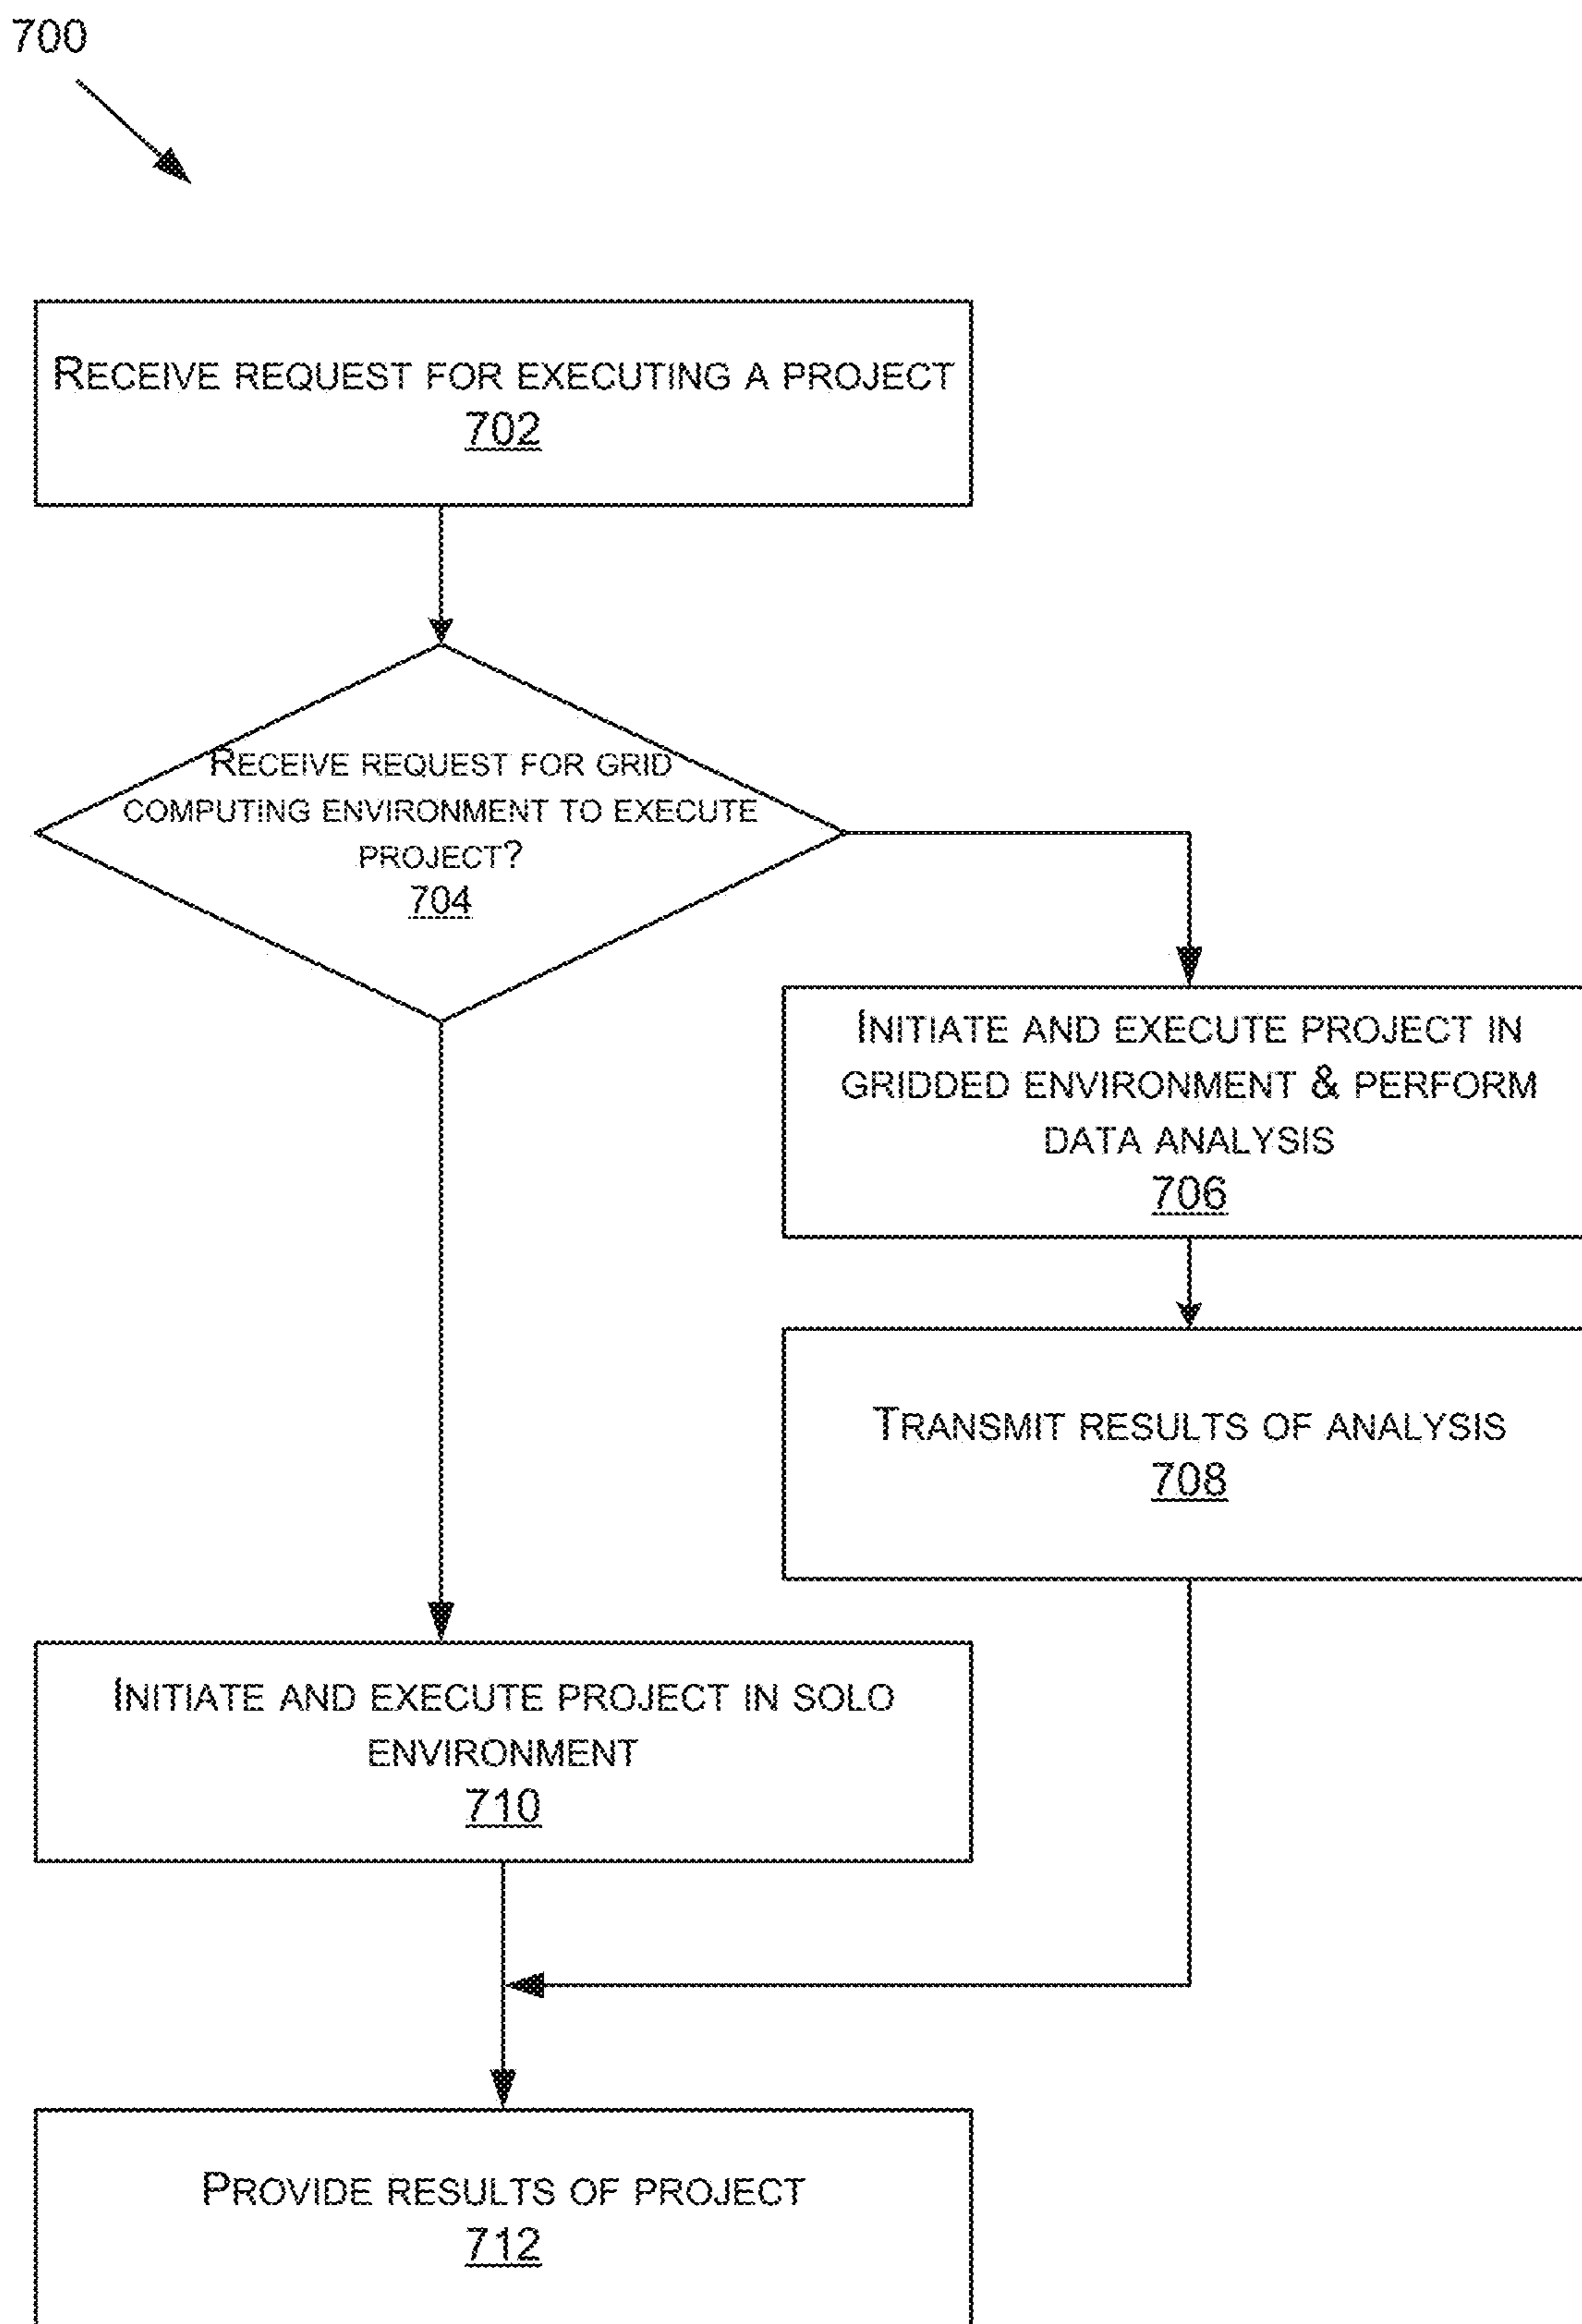 700
RECEIVE REQUEST FOR EXECUTING A PROJECT
702
RECEIVE REQUEST FOR GRID
COMPUTING ENVIRONMENT TO EXECUTE
PROJECT?
704
INITIATE AND EXECUTE PROJECT IN
GRIDDED ENVIRONMENT & PERFORM
DATA ANALYSIS
706
TRANSMIT RESULTS OF ANALYSIS
708
INITIATE AND EXECUTE PROJECT IN SOLO
ENVIRONMENT
710
PROVIDE RESULTS OF PROJECT
712